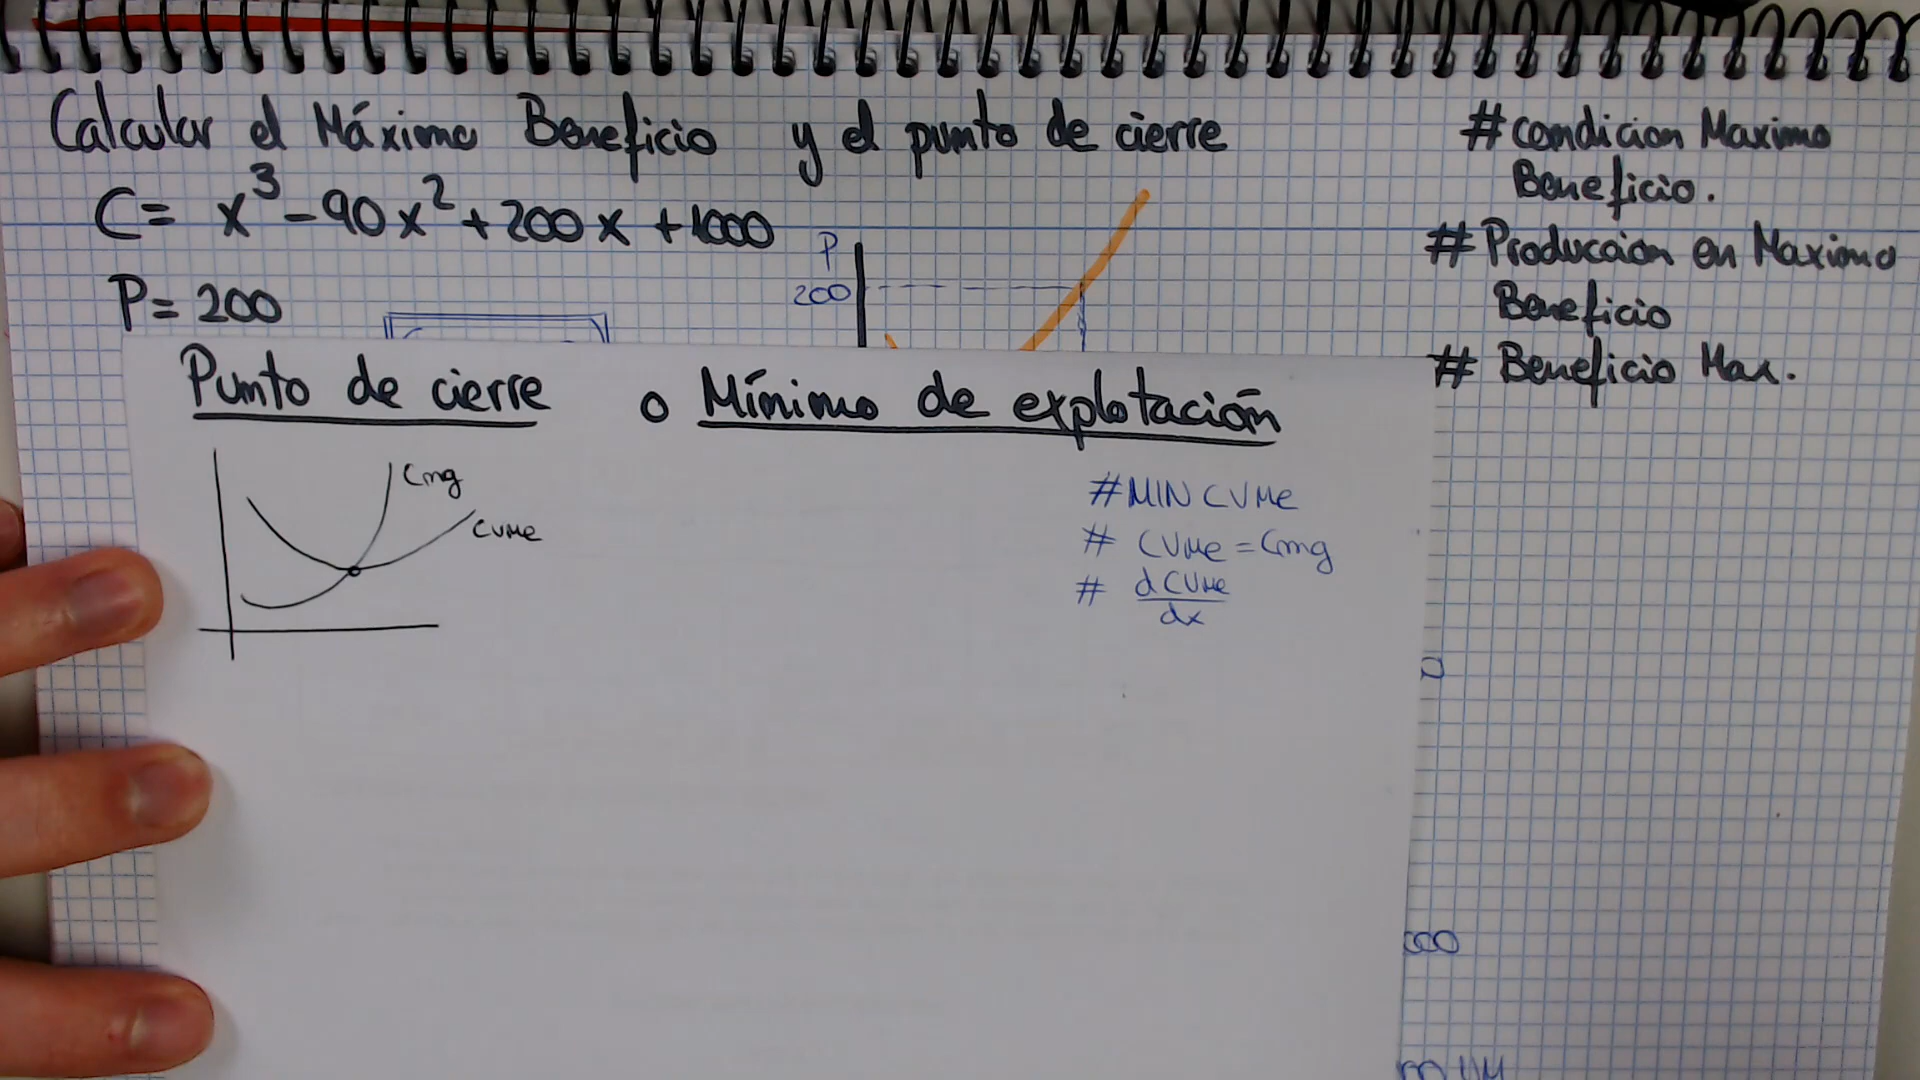 Calcular el Máximo Beneficio y el punto de cierre
C= x³-90x²+200x+1000
P= 200
P
200
# condicion Maximo
Beneficio.
# Produccion en Maximo
Beneficio
# Beneficio Max.
Punto de cierre o Mínimo de explotación
Cmg
CVMe
# MIN CVMe
# CVMe = Cmg
# dCVMe
dx